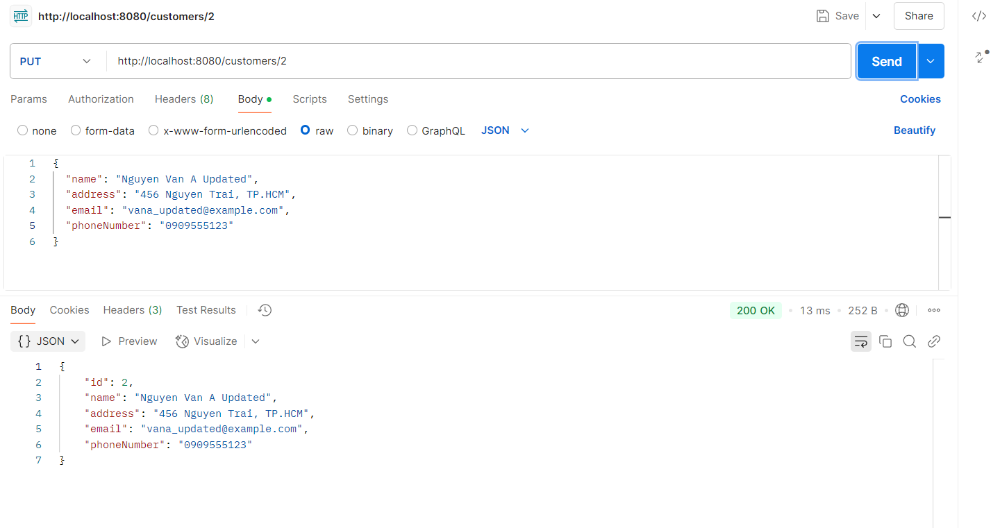 HTTP http://localhost:8080/customers/2 Save Share
PUT http://localhost:8080/customers/2 Send
Params Authorization Headers (8) Body Scripts Settings Cookies
none form-data x-www-form-urlencoded raw binary GraphQL JSON Beautify
1 {
2 "name": "Nguyen Van A Updated",
3 "address": "456 Nguyen Trai, TP.HCM",
4 "email": "vana_updated@example.com",
5 "phoneNumber": "0909555123"
6 }
Body Cookies Headers (3) Test Results 200 OK 13 ms 252 B
{} JSON Preview Visualize
1 {
2 "id": 2,
3 "name": "Nguyen Van A Updated",
4 "address": "456 Nguyen Trai, TP.HCM",
5 "email": "vana_updated@example.com",
6 "phoneNumber": "0909555123"
7 }